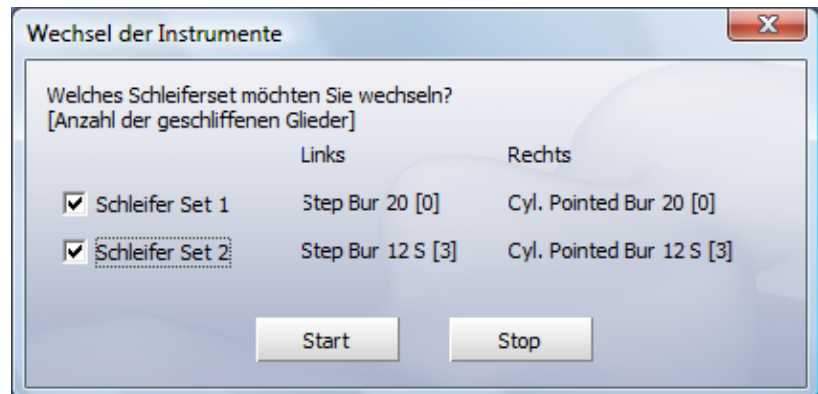 Wechsel der Instrumente
Welches Schleiferset möchten Sie wechseln?
[Anzahl der geschliffenen Glieder]
Links Rechts
Schleifer Set 1 Step Bur 20 [0] Cyl. Pointed Bur 20 [0]
Schleifer Set 2 Step Bur 12 S [3] Cyl. Pointed Bur 12 S [3]
Start Stop